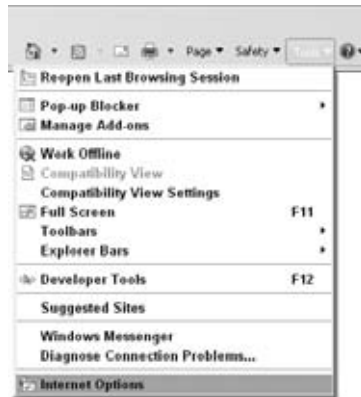 Page Safety Tools
Reopen Last Browsing Session
Pop-up Blocker
Manage Add-ons
Work Offline
Compatibility View
Compatibility View Settings
Full Screen F11
Toolbars
Explorer Bars
Developer Tools F12
Suggested Sites
Windows Messenger
Diagnose Connection Problems...
Internet Options